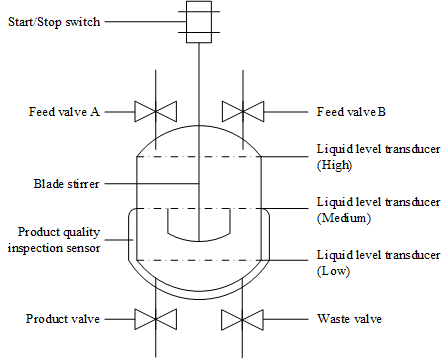 Start/Stop switch
Feed valve A
Feed valve B
Liquid level transducer
(High)
Blade stirrer
Liquid level transducer
(Medium)
Product quality
inspection sensor
Liquid level transducer
(Low)
Product valve
Waste valve